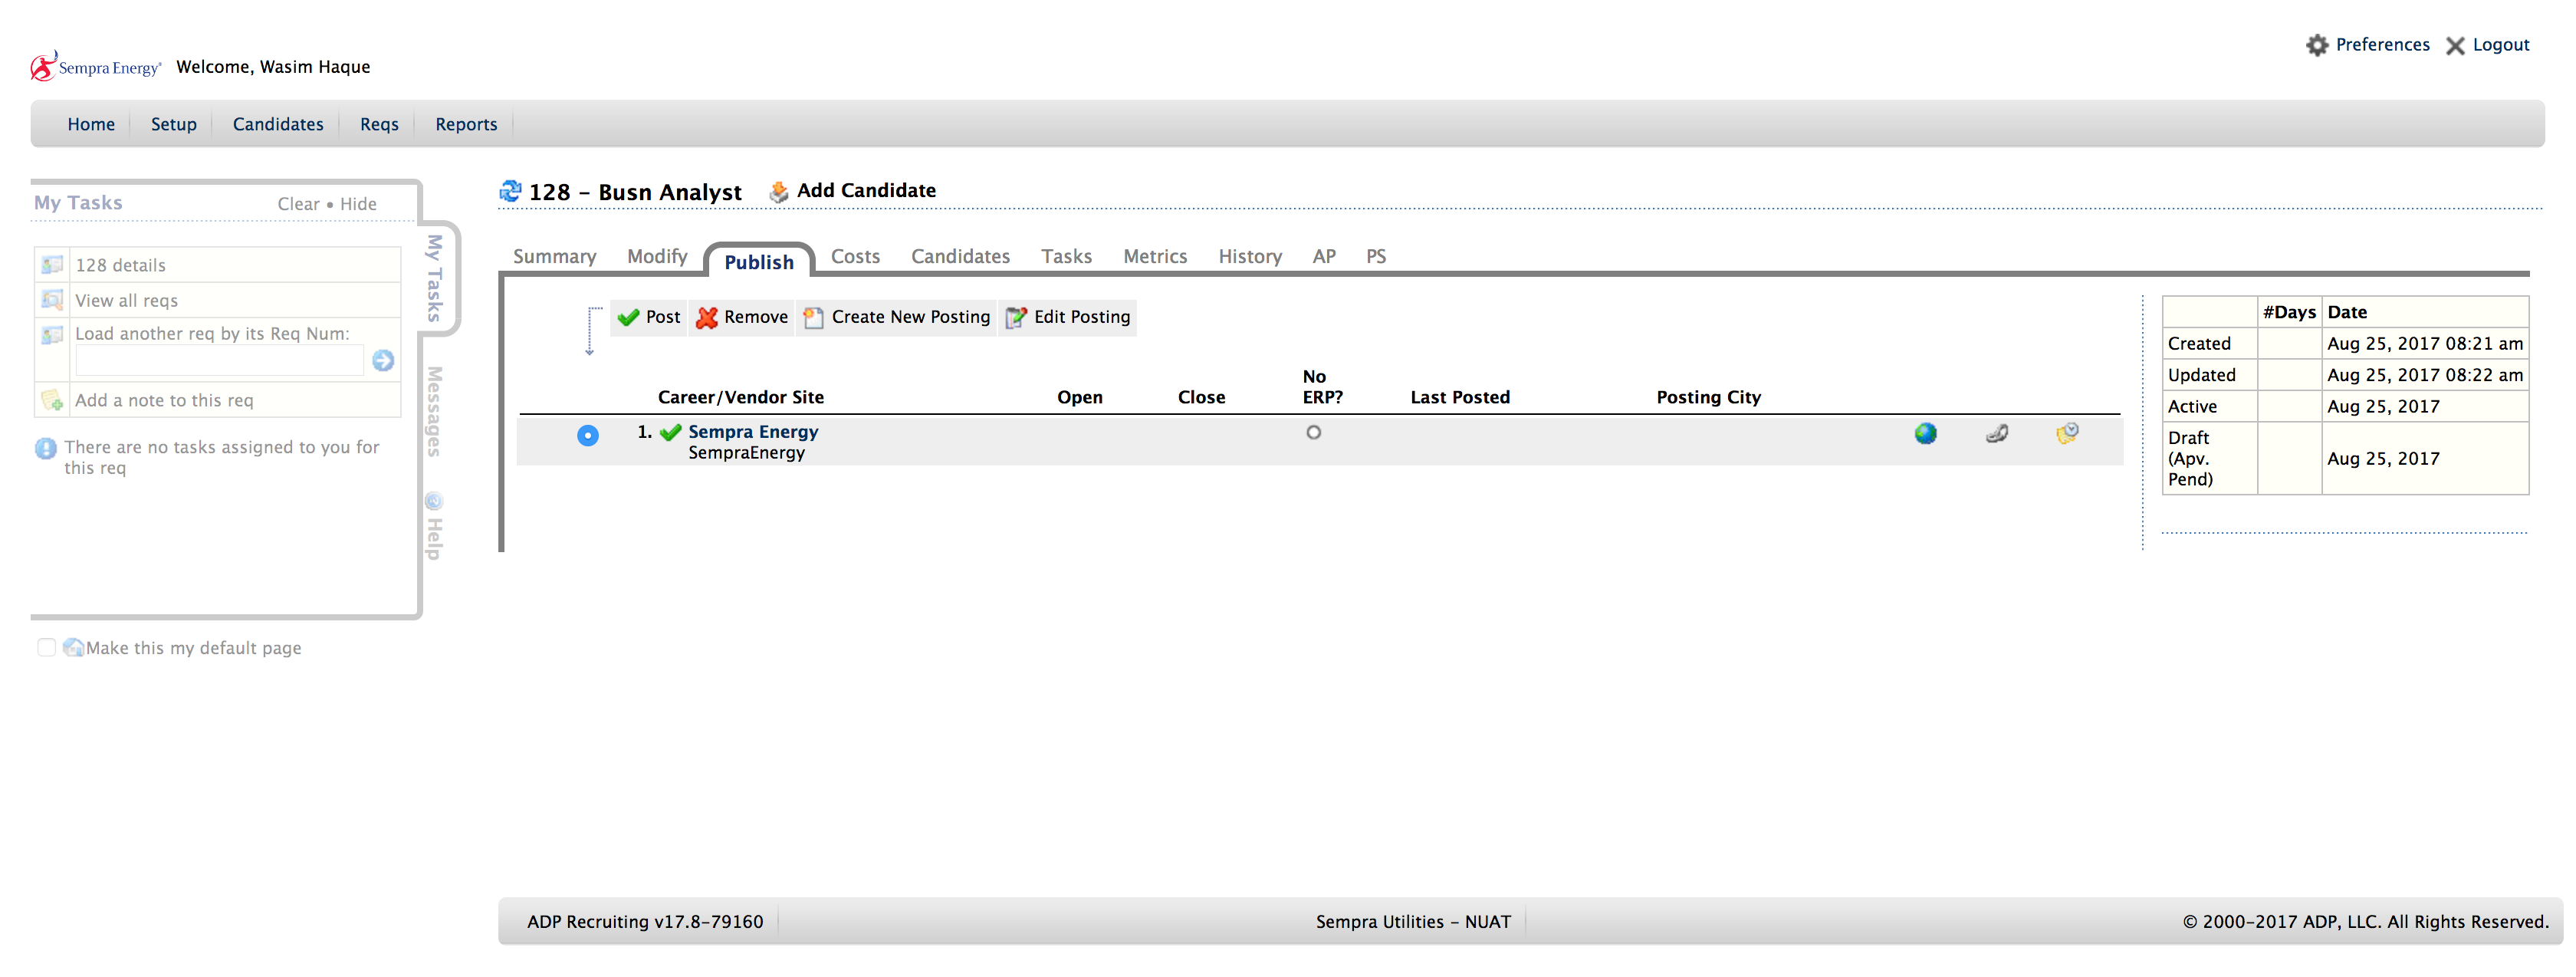 Preferences
Logout
Sempra Energy®
Welcome, Wasim Haque
Home
Setup
Candidates
Reqs
Reports
My Tasks
Clear • Hide
128 details
View all reqs
Load another req by its Req Num:
Add a note to this req
There are no tasks assigned to you for
this req
My Tasks
Messages
Help
Make this my default page
128 – Busn Analyst
Add Candidate
Summary
Modify
Publish
Costs
Candidates
Tasks
Metrics
History
AP
PS
Post
Remove
Create New Posting
Edit Posting
Career/Vendor Site
Open
Close
No
ERP?
Last Posted
Posting City
1. Sempra Energy
SempraEnergy
#Days
Date
Created
Aug 25, 2017 08:21 am
Updated
Aug 25, 2017 08:22 am
Active
Aug 25, 2017
Draft
(Apv.
Pend)
Aug 25, 2017
ADP Recruiting v17.8-79160
Sempra Utilities – NUAT
© 2000-2017 ADP, LLC. All Rights Reserved.